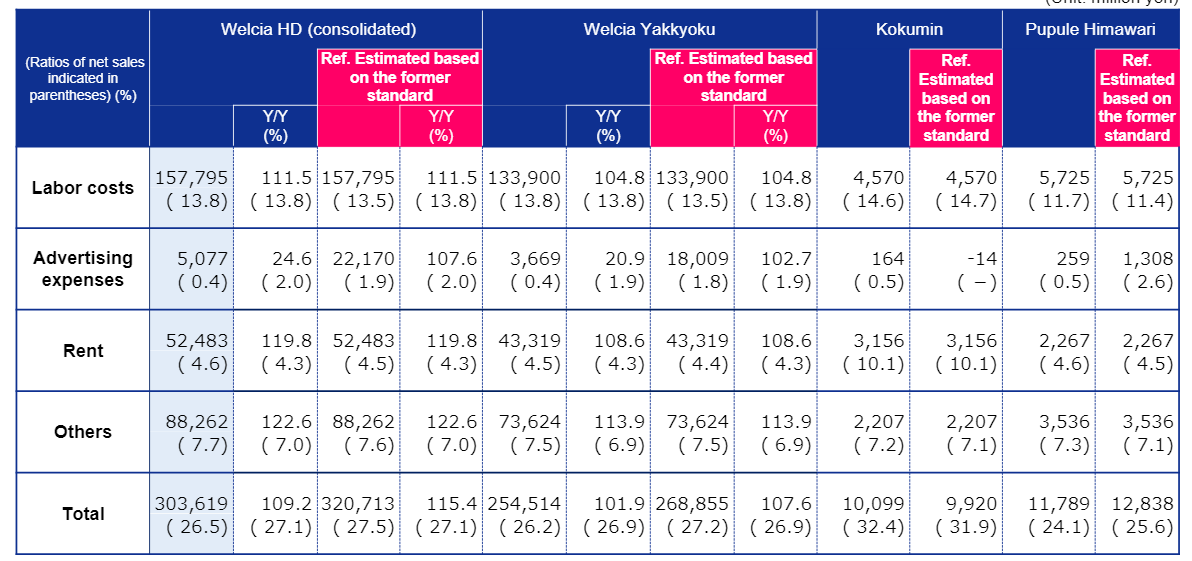 (Unit: million yen)
(Ratios of net sales
indicated in
parentheses) (%)
Welcia HD (consolidated)
Welcia Yakkyoku
Kokumin
Pupule Himawari
Ref. Estimated based
on the former
standard
Ref. Estimated based
on the former
standard
Ref.
Estimated
based on
the former
standard
Ref.
Estimated
based on
the former
standard
Y/Y
(%)
Y/Y
(%)
Y/Y
(%)
Y/Y
(%)
Labor costs
157,795 111.5 157,795 111.5 133,900 104.8 133,900 104.8 4,570 4,570 5,725 5,725
( 13.8) ( 13.8) ( 13.5) ( 13.8) ( 13.8) ( 13.8) ( 13.5) ( 13.8) ( 14.6) ( 14.7) ( 11.7) ( 11.4)
Advertising
expenses
5,077 24.6 22,170 107.6 3,669 20.9 18,009 102.7 164 -14 259 1,308
( 0.4) ( 2.0) ( 1.9) ( 2.0) ( 0.4) ( 1.9) ( 1.8) ( 1.9) ( 0.5) ( −) ( 0.5) ( 2.6)
Rent
52,483 119.8 52,483 119.8 43,319 108.6 43,319 108.6 3,156 3,156 2,267 2,267
( 4.6) ( 4.3) ( 4.5) ( 4.3) ( 4.5) ( 4.3) ( 4.4) ( 4.3) ( 10.1) ( 10.1) ( 4.6) ( 4.5)
Others
88,262 122.6 88,262 122.6 73,624 113.9 73,624 113.9 2,207 2,207 3,536 3,536
( 7.7) ( 7.0) ( 7.6) ( 7.0) ( 7.5) ( 6.9) ( 7.5) ( 6.9) ( 7.2) ( 7.1) ( 7.3) ( 7.1)
Total
303,619 109.2 320,713 115.4 254,514 101.9 268,855 107.6 10,099 9,920 11,789 12,838
( 26.5) ( 27.1) ( 27.5) ( 27.1) ( 26.2) ( 26.9) ( 27.2) ( 26.9) ( 32.4) ( 31.9) ( 24.1) ( 25.6)